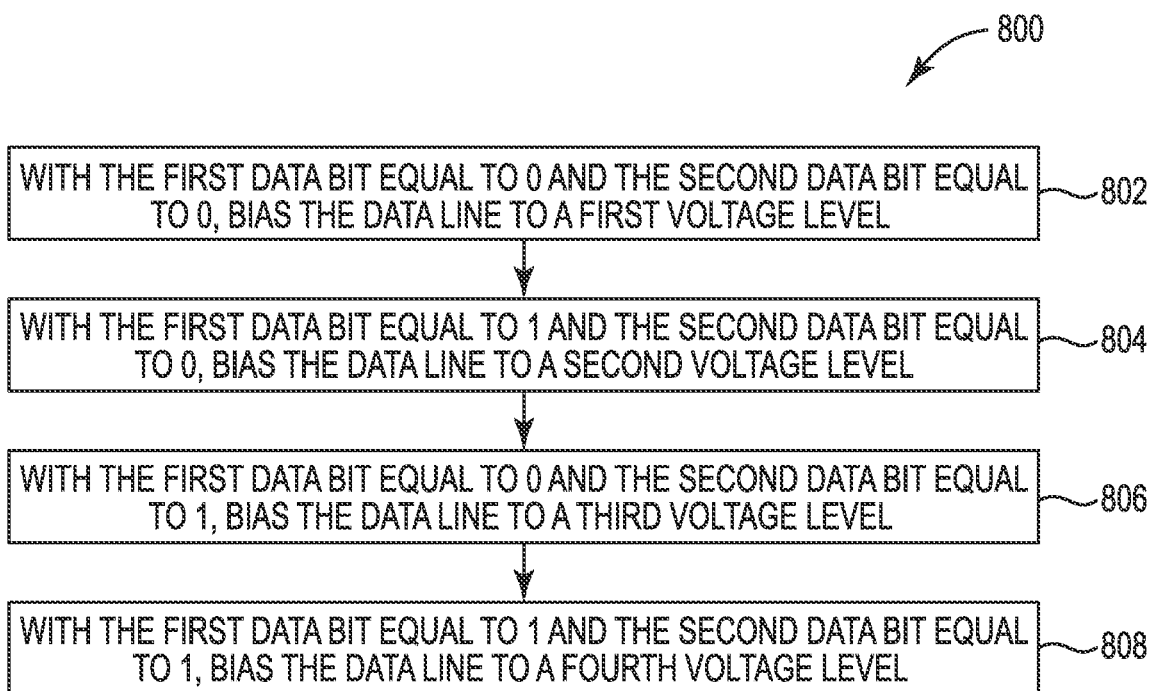 800
WITH THE FIRST DATA BIT EQUAL TO 0 AND THE SECOND DATA BIT EQUAL
TO 0, BIAS THE DATA LINE TO A FIRST VOLTAGE LEVEL
802
WITH THE FIRST DATA BIT EQUAL TO 1 AND THE SECOND DATA BIT EQUAL
TO 0, BIAS THE DATA LINE TO A SECOND VOLTAGE LEVEL
804
WITH THE FIRST DATA BIT EQUAL TO 0 AND THE SECOND DATA BIT EQUAL
TO 1, BIAS THE DATA LINE TO A THIRD VOLTAGE LEVEL
806
WITH THE FIRST DATA BIT EQUAL TO 1 AND THE SECOND DATA BIT EQUAL
TO 1, BIAS THE DATA LINE TO A FOURTH VOLTAGE LEVEL
808